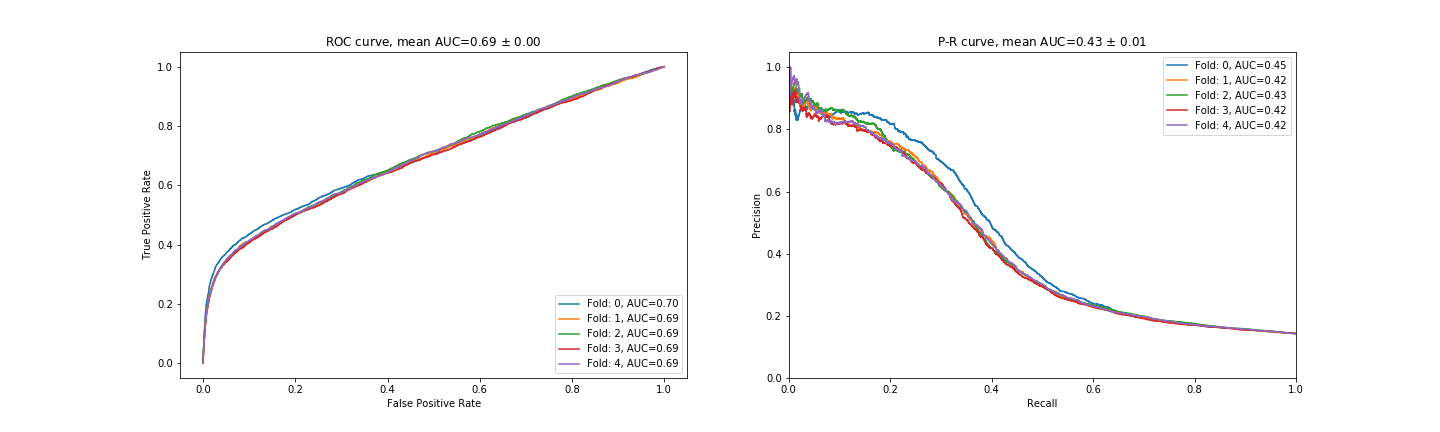 ROC curve, mean AUC=0.69 ± 0.00
True Positive Rate
1.0
0.8
0.6
0.4
0.2
0.0
0.0 0.2 0.4 0.6 0.8 1.0
False Positive Rate
Fold: 0, AUC=0.70
Fold: 1, AUC=0.69
Fold: 2, AUC=0.69
Fold: 3, AUC=0.69
Fold: 4, AUC=0.69
P-R curve, mean AUC=0.43 ± 0.01
Precision
1.0
0.8
0.6
0.4
0.2
0.0
0.0 0.2 0.4 0.6 0.8 1.0
Recall
Fold: 0, AUC=0.45
Fold: 1, AUC=0.42
Fold: 2, AUC=0.43
Fold: 3, AUC=0.42
Fold: 4, AUC=0.42